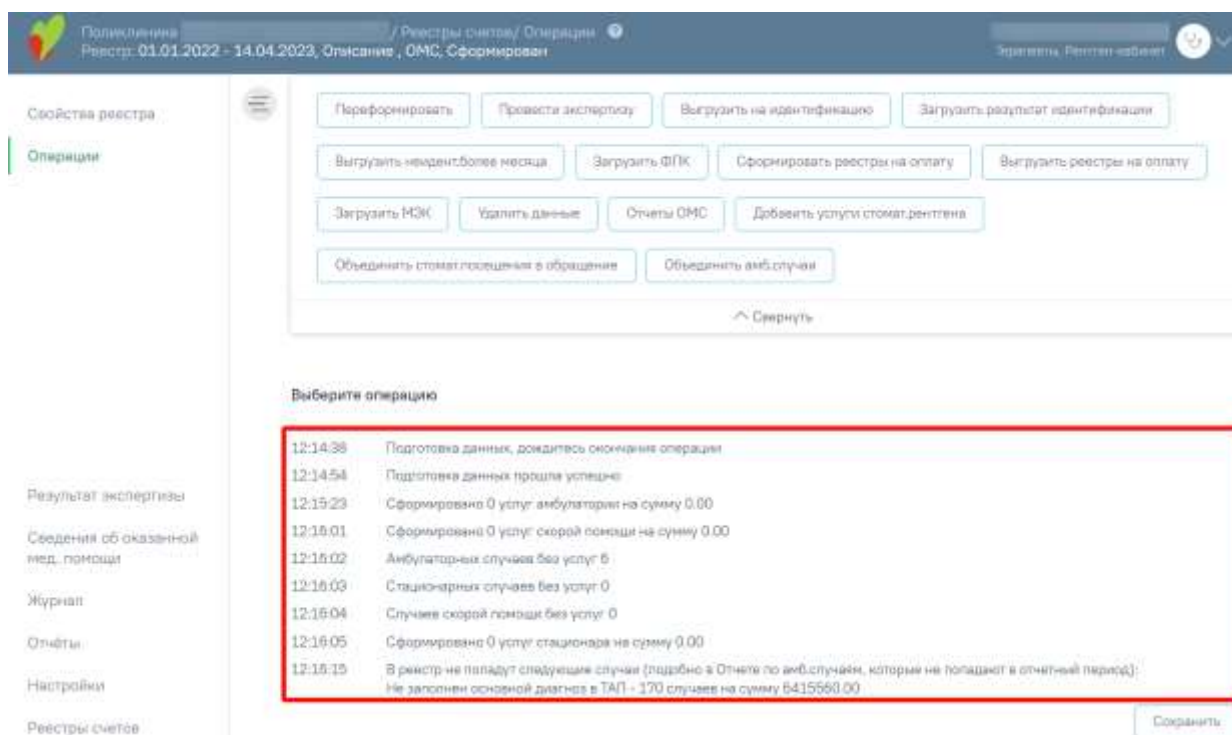 Поликлиника / Реестры счетов/ Операции
Реестр: 01.01.2022 - 14.04.2023, Описание , ОМС, Сформирован
Рентген-кабинет
Свойства реестра
Операции
Переформировать Провести экспертизу Выгрузить на идентификацию Загрузить результат идентификации
Выгрузить неидент.более месяца Загрузить ФПК Сформировать реестры на оплату Выгрузить реестры на оплату
Загрузить МЭК Удалить данные Отчеты ОМС Добавить услуги стомат.рентгена
Объединить стомат.посещения в обращение Объединить амб.случаи
Свернуть
Выберите операцию
12:14:38 Подготовка данных, дождитесь окончания операции
12:14:54 Подготовка данных прошла успешно
12:15:23 Сформировано 0 услуг амбулатории на сумму 0.00
12:16:01 Сформировано 0 услуг скорой помощи на сумму 0.00
12:16:02 Амбулаторных случаев без услуг 6
12:16:03 Стационарных случаев без услуг 0
12:16:04 Случаев скорой помощи без услуг 0
12:16:05 Сформировано 0 услуг стационара на сумму 0.00
12:16:15 В реестр не попадут следующие случаи (подобно в Отчете по амб.случаям, которые не попадают в отчетный период):
Не заполнен основной диагноз в ТАП - 170 случаев на сумму 6415560.00
Результат экспертизы
Сведения об оказанной
мед. помощи
Журнал
Отчёты
Настройки
Реестры счетов
Сохранить